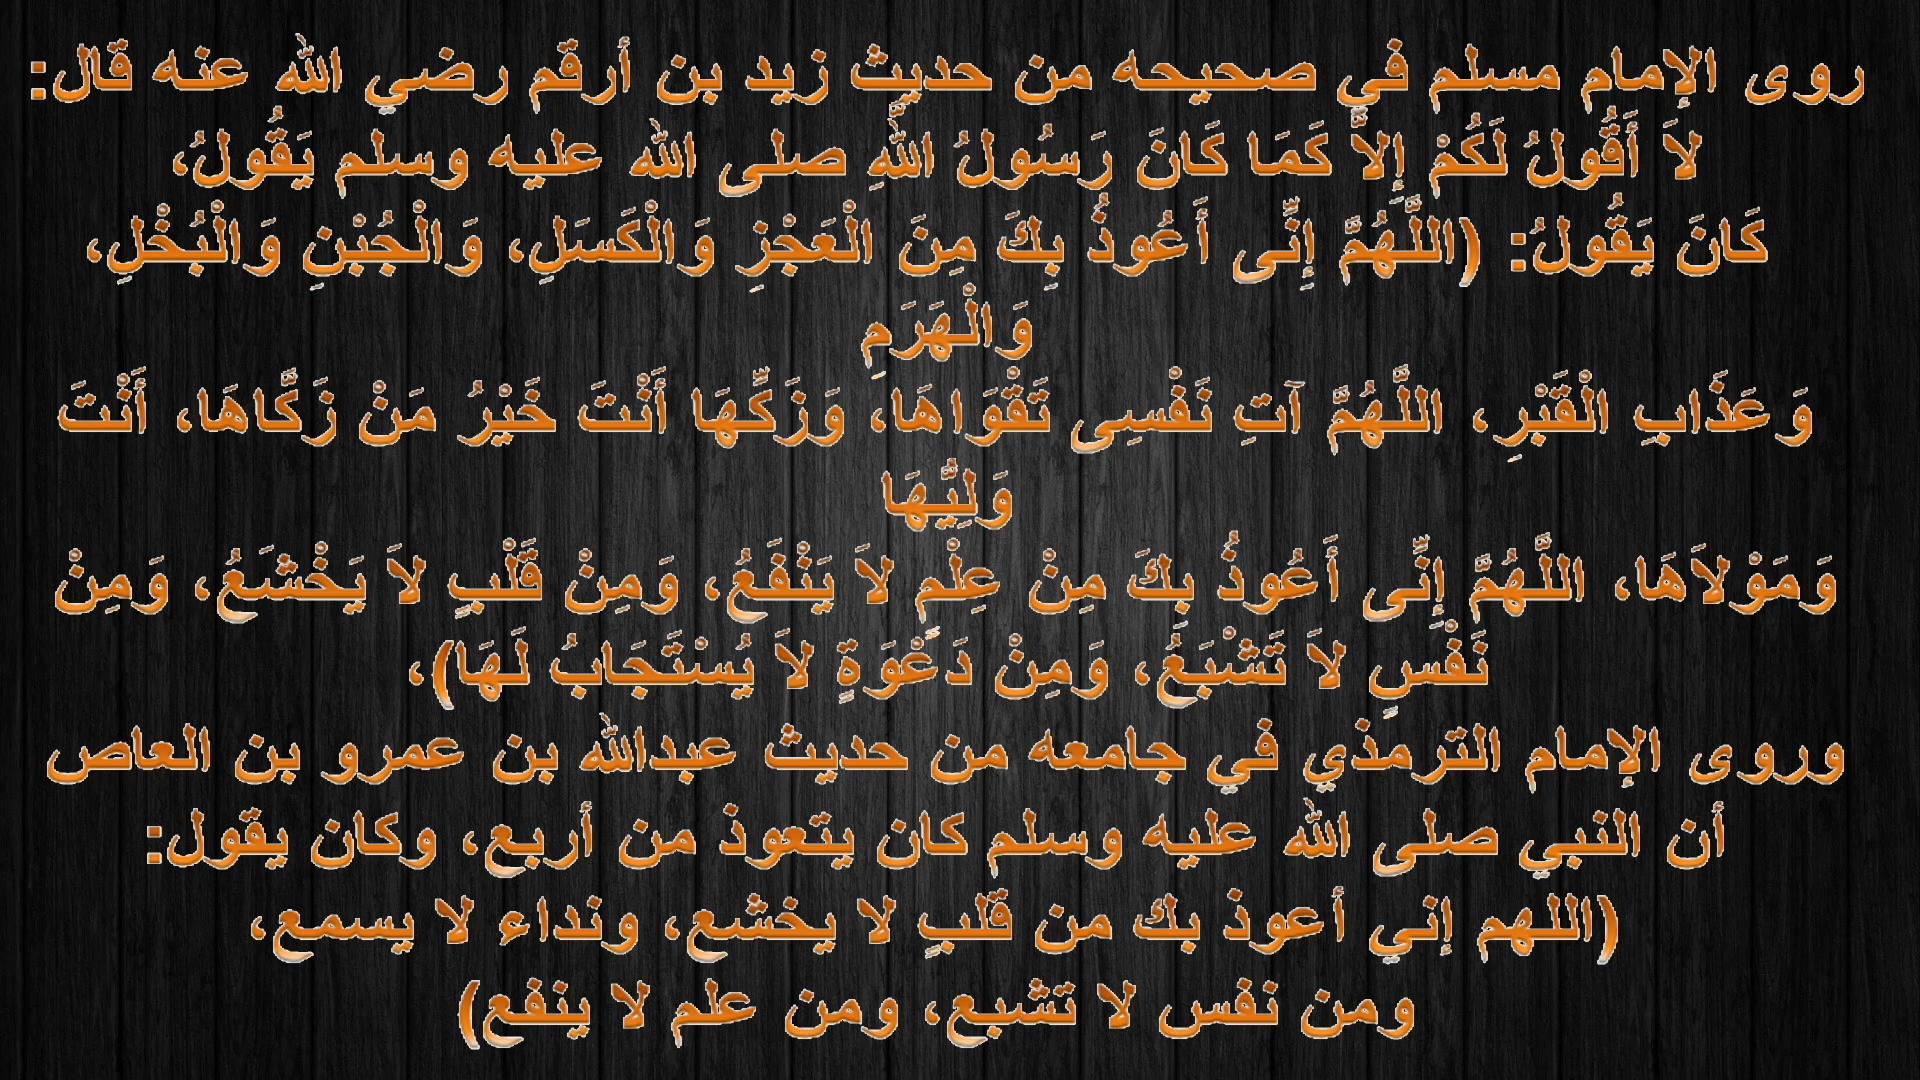 روى الإمام مسلم في صحيحه من حديث زيد بن أرقم رضي الله عنه قال:
لاَ أَقُولُ لَكُمْ إِلاَّ كَمَا كَانَ رَسُولُ اللَّهِ صلى الله عليه وسلم يَقُولُ،
كَانَ يَقُولُ: (اللَّهُمَّ إِنِّى أَعُوذُ بِكَ مِنَ الْعَجْزِ وَالْكَسَلِ، وَالْجُبْنِ وَالْبُخْلِ،
وَالْهَرَمِ
وَعَذَابِ الْقَبْرِ، اللَّهُمَّ آتِ نَفْسِى تَقْوَاهَا، وَزَكِّهَا أَنْتَ خَيْرُ مَنْ زَكَّاهَا، أَنْتَ
وَلِيُّهَا
وَمَوْلاَهَا، اللَّهُمَّ إِنِّى أَعُوذُ بِكَ مِنْ عِلْمٍ لاَ يَنْفَعُ، وَمِنْ قَلْبٍ لاَ يَخْشَعُ، وَمِنْ
نَفْسٍ لاَ تَشْبَعُ، وَمِنْ دَعْوَةٍ لاَ يُسْتَجَابُ لَهَا)،
وروى الإمام الترمذي في جامعه من حديث عبدالله بن عمرو بن العاص
أن النبي صلى الله عليه وسلم كان يتعوذ من أربع، وكان يقول:
(اللهم إني أعوذ بك من قلبٍ لا يخشع، ونداء لا يسمع،
ومن نفس لا تشبع، ومن علم لا ينفع)